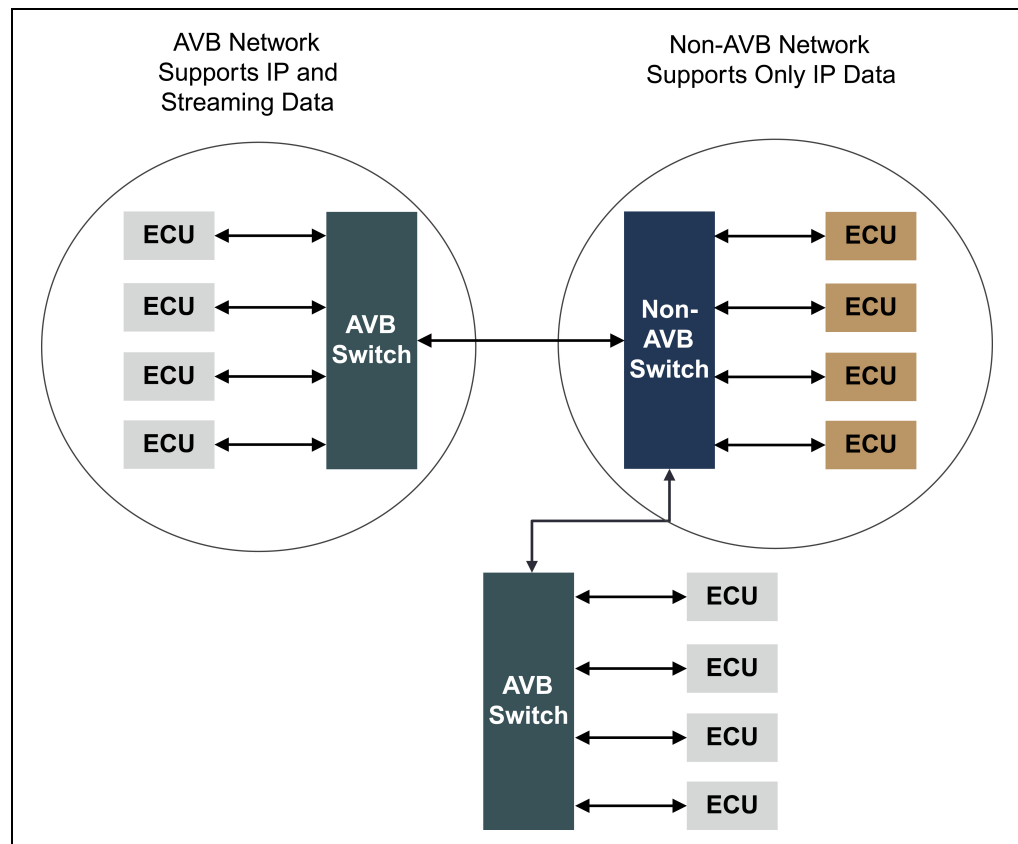 AVB Network
Supports IP and
Streaming Data
Non-AVB Network
Supports Only IP Data
ECU
ECU
ECU
ECU
AVB
Switch
Non-
AVB
Switch
ECU
ECU
ECU
ECU
AVB
Switch
ECU
ECU
ECU
ECU